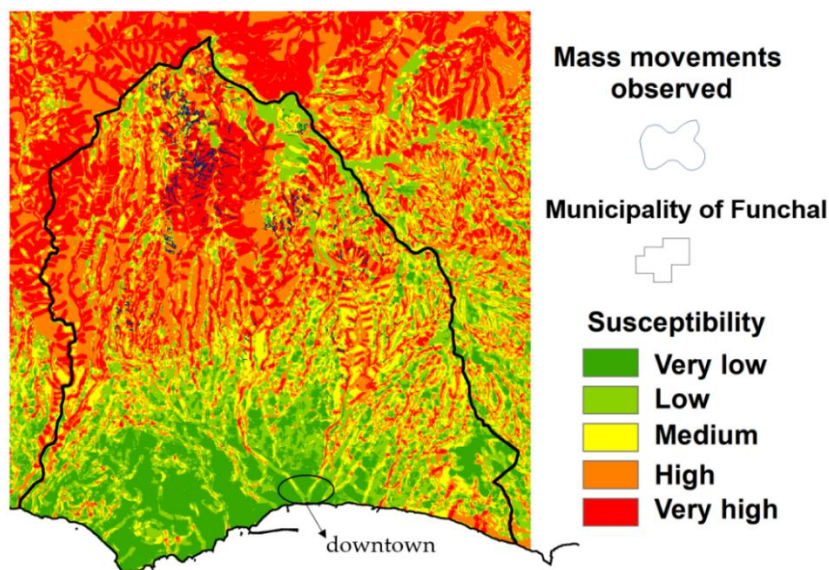 Mass movements
observed
Municipality of Funchal
Susceptibility
Very low
Low
Medium
High
Very high
downtown